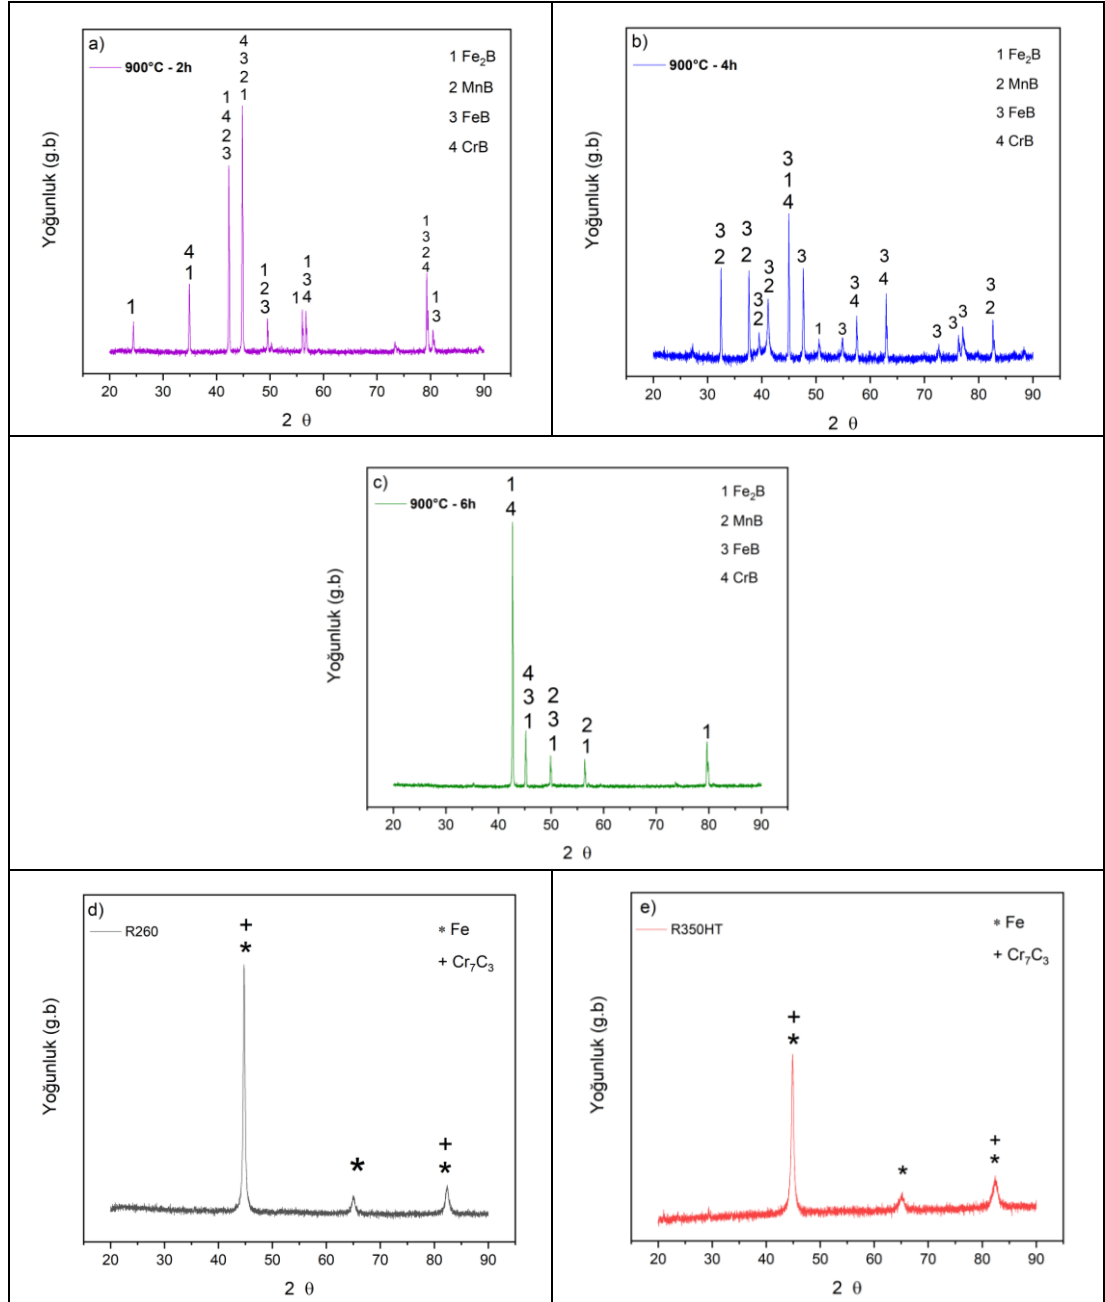 a)
900°C - 2h
1 Fe₂B
2 MnB
3 FeB
4 CrB
1
4
1
1
4
2
3
4
3
2
1
1
2
3
1
1
3
4
1
3
2
4
1
3
Yoğunluk (g.b)
20 30 40 50 60 70 80 90
2 θ
b)
900°C - 4h
1 Fe₂B
2 MnB
3 FeB
4 CrB
3
2
3
2
3
2
3
2
3
1
4
3
1
3
3
4
3
4
3
3
3
3
2
Yoğunluk (g.b)
20 30 40 50 60 70 80 90
2 θ
c)
900°C - 6h
1 Fe₂B
2 MnB
3 FeB
4 CrB
1
4
4
3
1
2
3
1
2
1
1
Yoğunluk (g.b)
20 30 40 50 60 70 80 90
2 θ
d)
R260
* Fe
+ Cr₇C₃
+
*
*
+
*
Yoğunluk (g.b)
20 30 40 50 60 70 80 90
2 θ
e)
R350HT
* Fe
+ Cr₇C₃
+
*
*
+
*
Yoğunluk (g.b)
20 30 40 50 60 70 80 90
2 θ